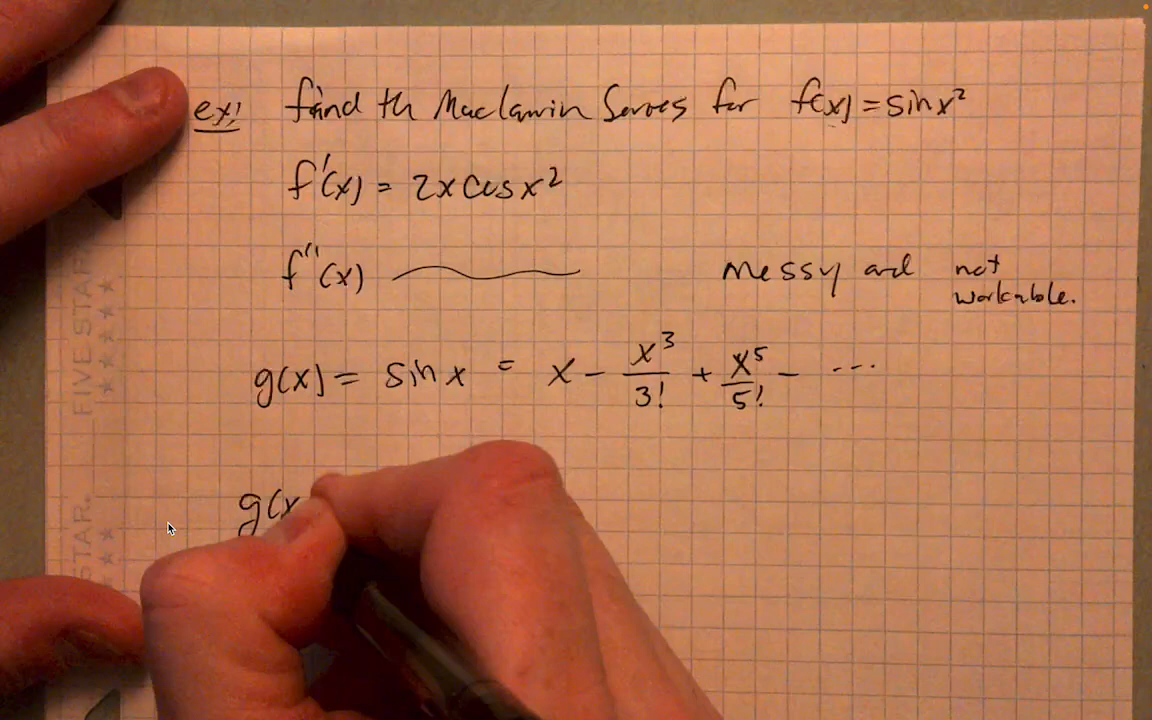 ex: find th Maclaurin Series for f(x) = sin x²
f'(x) = 2x cos x²
f''(x) messy and not
workable.
g(x) = sin x = x - x³/3! + x⁵/5! - ...
g(x
FIVE STAR
STAR.